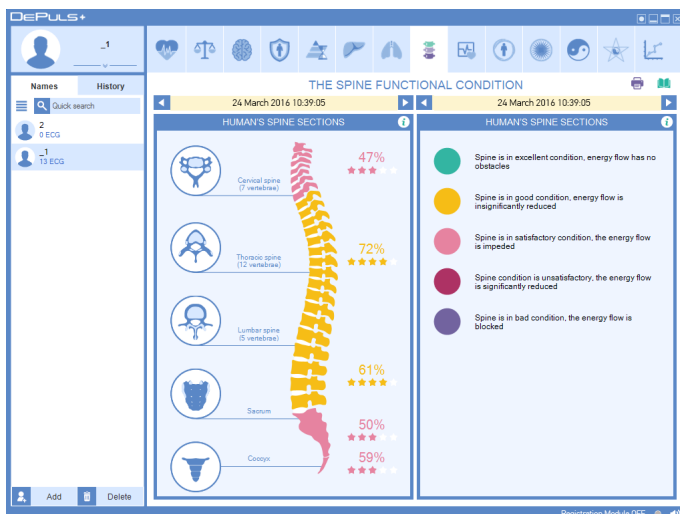 DePuls+
_1
Names
History
Quick search
2
0 ECG
_1
13 ECG
Add
Delete
THE SPINE FUNCTIONAL CONDITION
24 March 2016 10:39:05
HUMAN'S SPINE SECTIONS
Cervical spine
(7 vertebrae)
47%
Thoracic spine
(12 vertebrae)
72%
Lumbar spine
(5 vertebrae)
61%
Sacrum
50%
Coccyx
59%
24 March 2016 10:39:05
HUMAN'S SPINE SECTIONS
Spine is in excellent condition, energy flow has no
obstacles
Spine is in good condition, energy flow is
insignificantly reduced
Spine is in satisfactory condition, the energy flow
is impeded
Spine condition is unsatisfactory, the energy flow
is significantly reduced
Spine is in bad condition, the energy flow is
blocked
Registration Module OFF